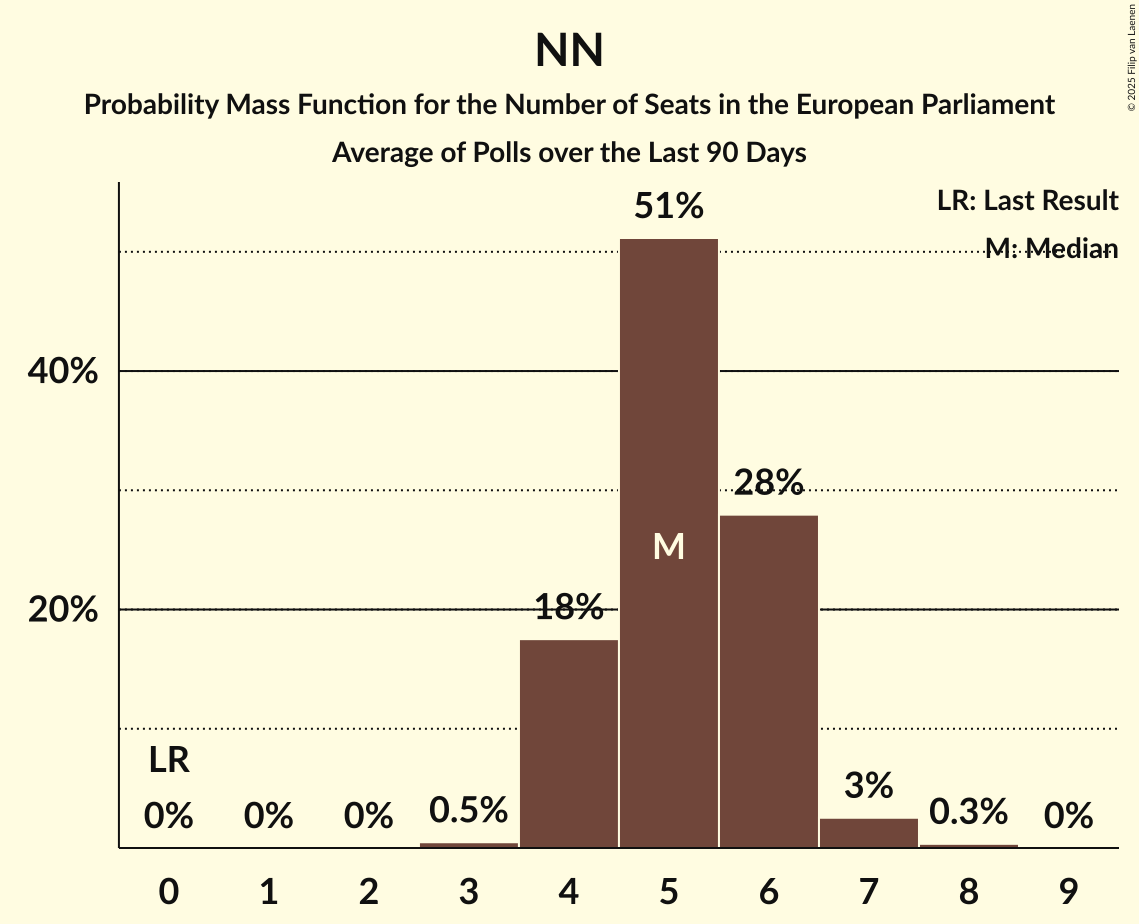 NN
Probability Mass Function for the Number of Seats in the European Parliament
Average of Polls over the Last 90 Days
© 2025 Filip van Laenen
LR: Last Result
M: Median
51%
40%
28%
M
20%
18%
LR
0%
0%
0%
0.5%
3%
0.3%
0%
0 1 2 3 4 5 6 7 8 9